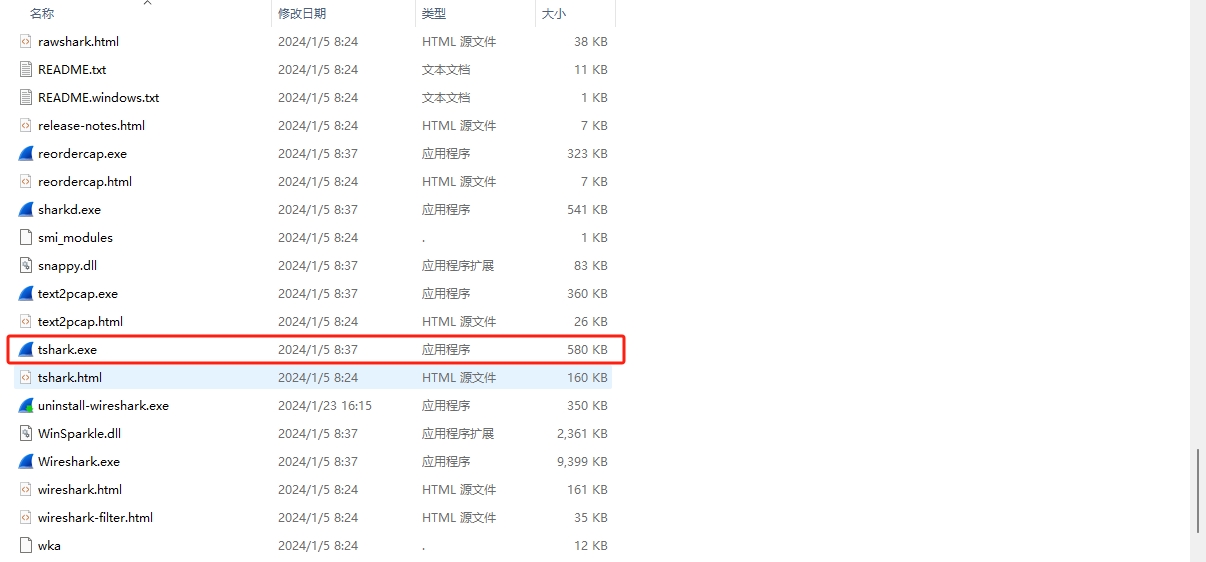 名称 修改日期 类型 大小
rawshark.html 2024/1/5 8:24 HTML 源文件 38 KB
README.txt 2024/1/5 8:24 文本文档 11 KB
README.windows.txt 2024/1/5 8:24 文本文档 1 KB
release-notes.html 2024/1/5 8:24 HTML 源文件 7 KB
reordercap.exe 2024/1/5 8:37 应用程序 323 KB
reordercap.html 2024/1/5 8:24 HTML 源文件 7 KB
sharkd.exe 2024/1/5 8:37 应用程序 541 KB
smi_modules 2024/1/5 8:24 . 1 KB
snappy.dll 2024/1/5 8:37 应用程序扩展 83 KB
text2pcap.exe 2024/1/5 8:37 应用程序 360 KB
text2pcap.html 2024/1/5 8:24 HTML 源文件 26 KB
tshark.exe 2024/1/5 8:37 应用程序 580 KB
tshark.html 2024/1/5 8:24 HTML 源文件 160 KB
uninstall-wireshark.exe 2024/1/23 16:15 应用程序 350 KB
WinSparkle.dll 2024/1/5 8:37 应用程序扩展 2,361 KB
Wireshark.exe 2024/1/5 8:37 应用程序 9,399 KB
wireshark.html 2024/1/5 8:24 HTML 源文件 161 KB
wireshark-filter.html 2024/1/5 8:24 HTML 源文件 35 KB
wka 2024/1/5 8:24 . 12 KB